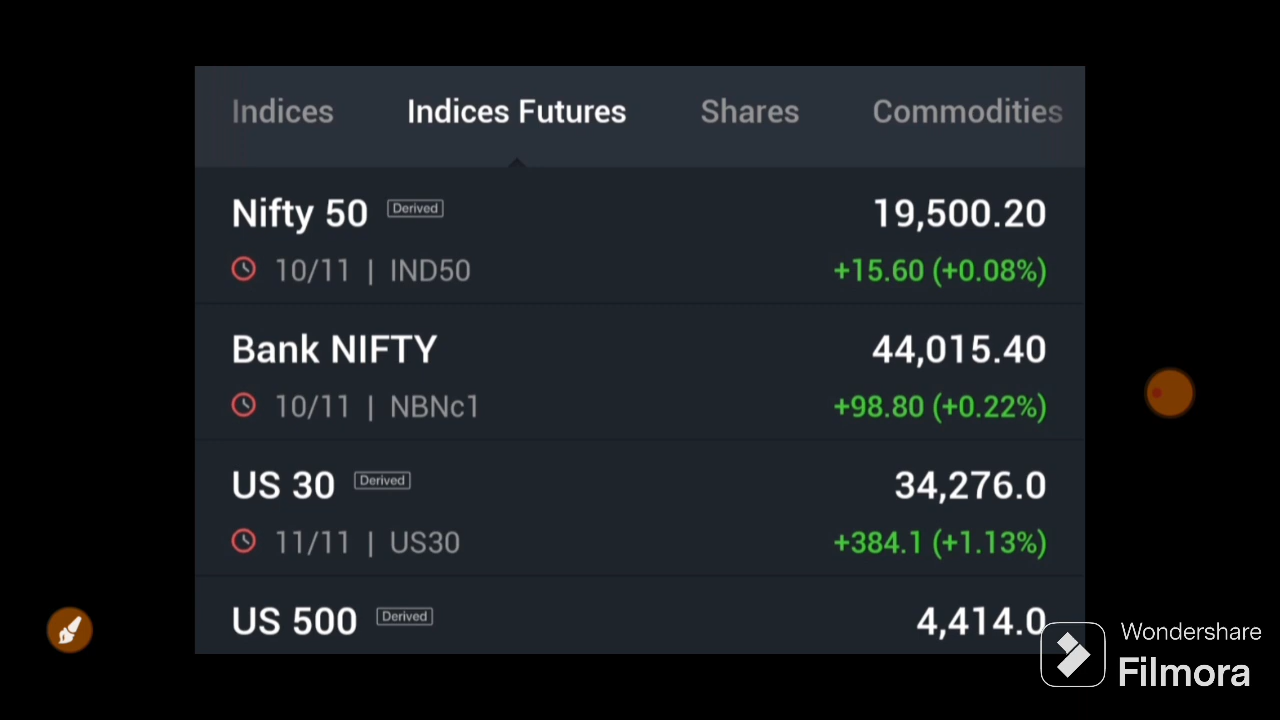 Indices Indices Futures Shares Commodities
Nifty 50 Derived 19,500.20
10/11 | IND50 +15.60 (+0.08%)
Bank NIFTY 44,015.40
10/11 | NBNc1 +98.80 (+0.22%)
US 30 Derived 34,276.0
11/11 | US30 +384.1 (+1.13%)
US 500 Derived 4,414.0
Wondershare
Filmora